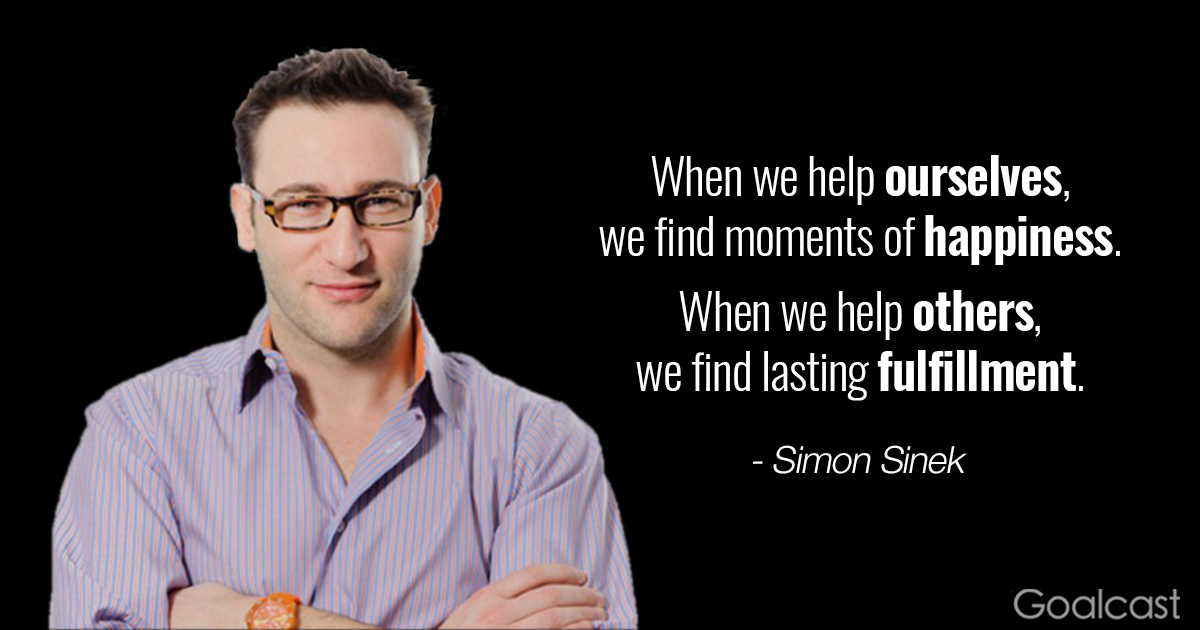 When we help ourselves,
we find moments of happiness.
When we help others,
we find lasting fulfillment.
- Simon Sinek
Goalcast